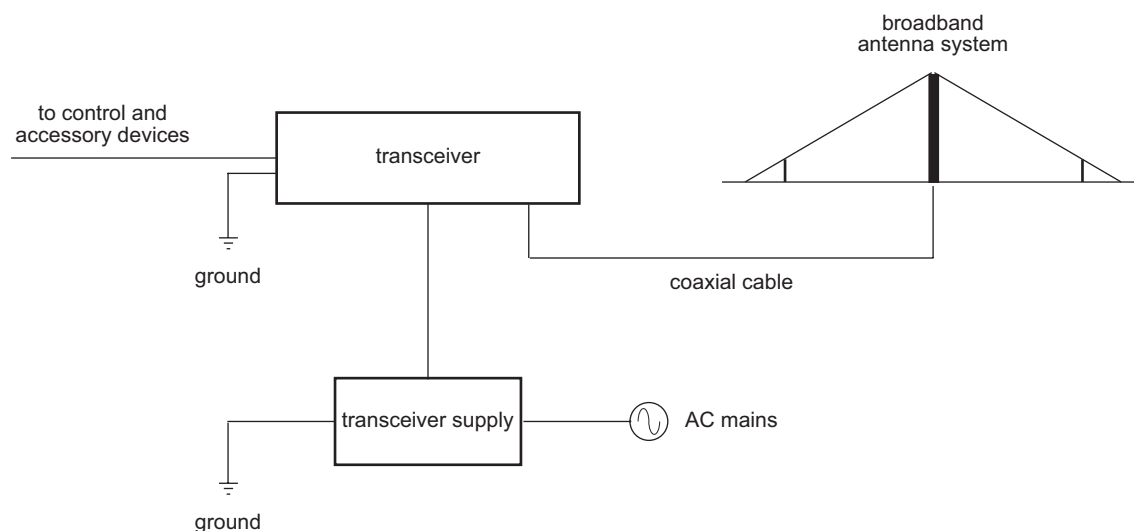 broadband
antenna system
to control and
accessory devices
transceiver
ground
coaxial cable
transceiver supply
AC mains
ground